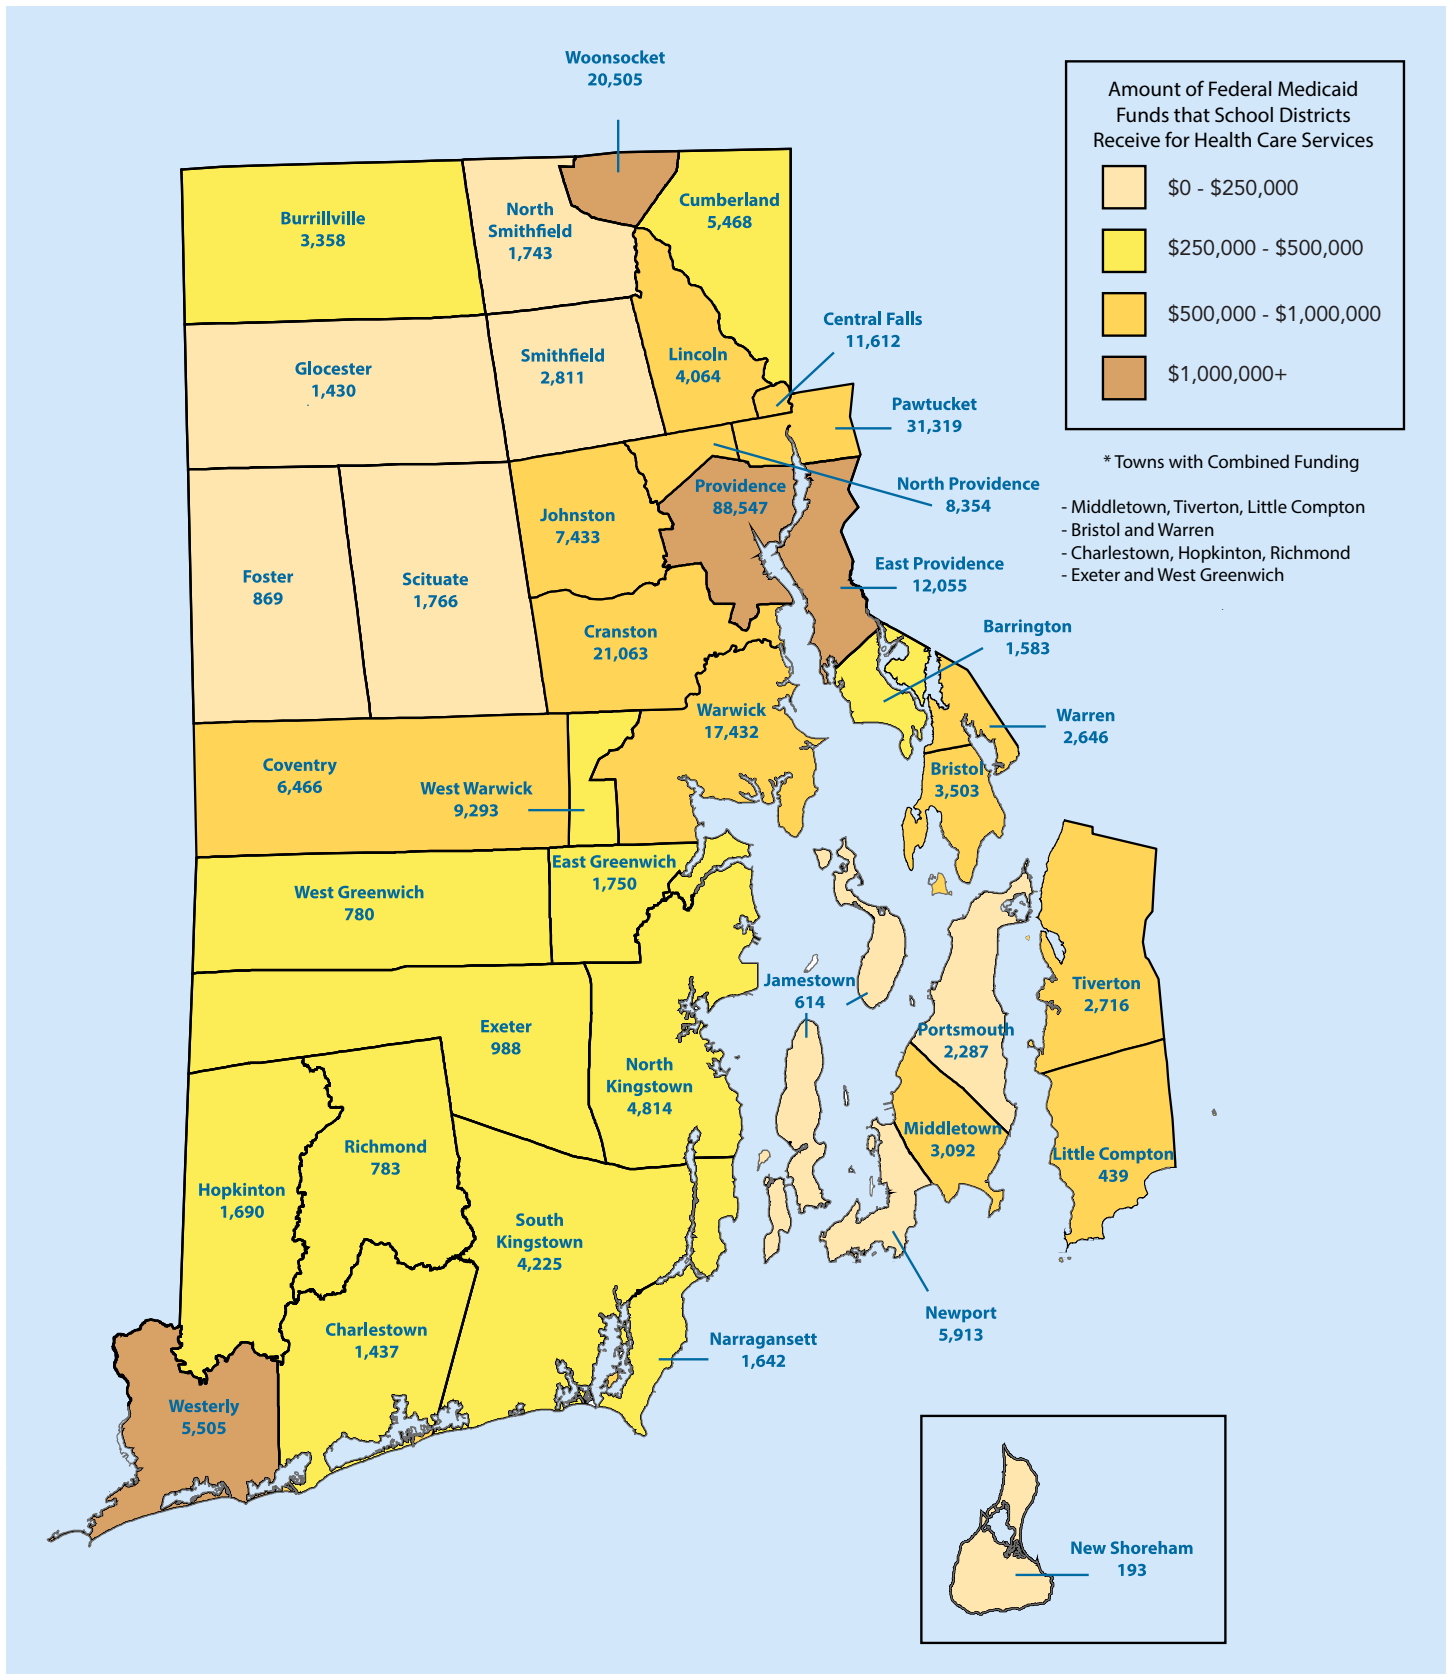 Woonsocket
20,505
Amount of Federal Medicaid
Funds that School Districts
Receive for Health Care Services
$0 - $250,000
$250,000 - $500,000
$500,000 - $1,000,000
$1,000,000+
* Towns with Combined Funding
- Middletown, Tiverton, Little Compton
- Bristol and Warren
- Charlestown, Hopkinton, Richmond
- Exeter and West Greenwich
Burrillville
3,358
North
Smithfield
1,743
Cumberland
5,468
Central Falls
11,612
Glocester
1,430
Smithfield
2,811
Lincoln
4,064
Pawtucket
31,319
North Providence
8,354
Providence
88,547
Johnston
7,433
East Providence
12,055
Foster
869
Scituate
1,766
Cranston
21,063
Barrington
1,583
Warwick
17,432
Warren
2,646
Coventry
6,466
West Warwick
9,293
Bristol
3,503
East Greenwich
1,750
West Greenwich
780
Jamestown
614
Tiverton
2,716
Exeter
988
Portsmouth
2,287
North
Kingstown
4,814
Middletown
3,092
Richmond
783
Little Compton
439
Hopkinton
1,690
South
Kingstown
4,225
Newport
5,913
Charlestown
1,437
Narragansett
1,642
Westerly
5,505
New Shoreham
193